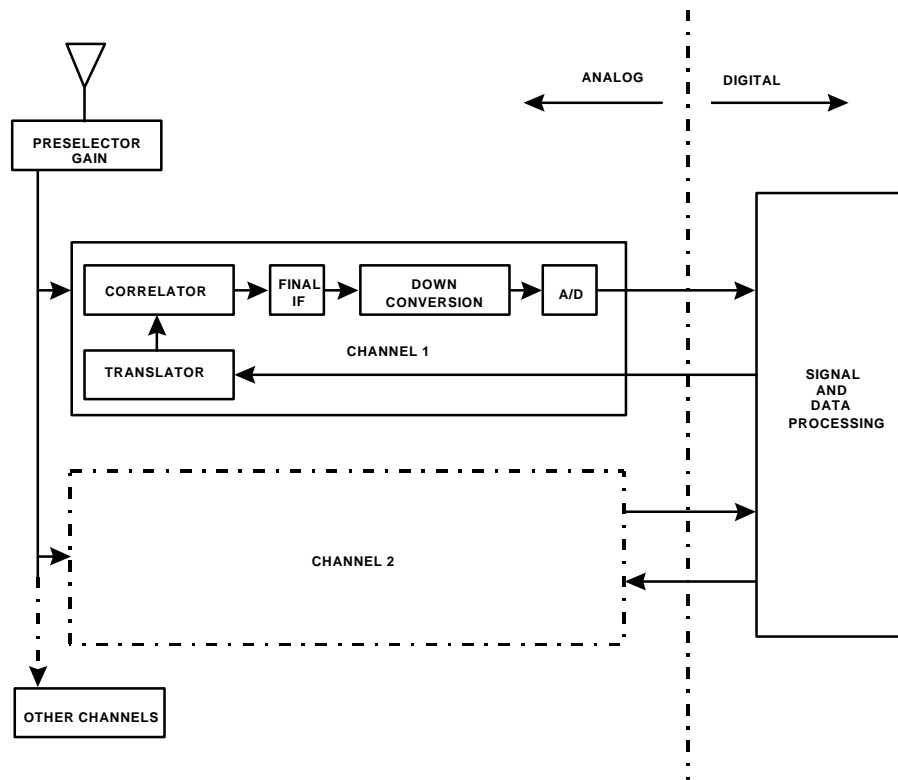 ANALOG
DIGITAL
PRESELECTOR
GAIN
CORRELATOR
FINAL
IF
DOWN
CONVERSION
A/D
CHANNEL 1
TRANSLATOR
SIGNAL
AND
DATA
PROCESSING
CHANNEL 2
OTHER CHANNELS